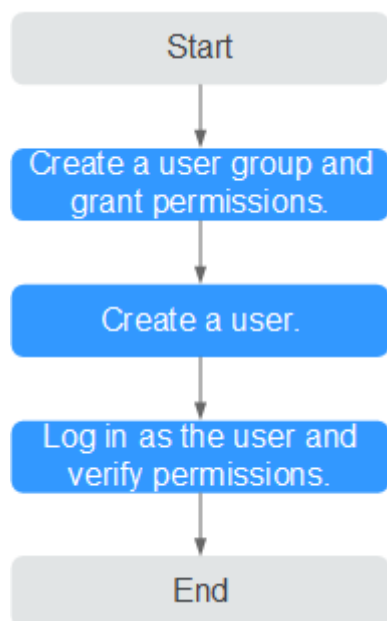 Start
Create a user group and
grant permissions.
Create a user.
Log in as the user and
verify permissions.
End